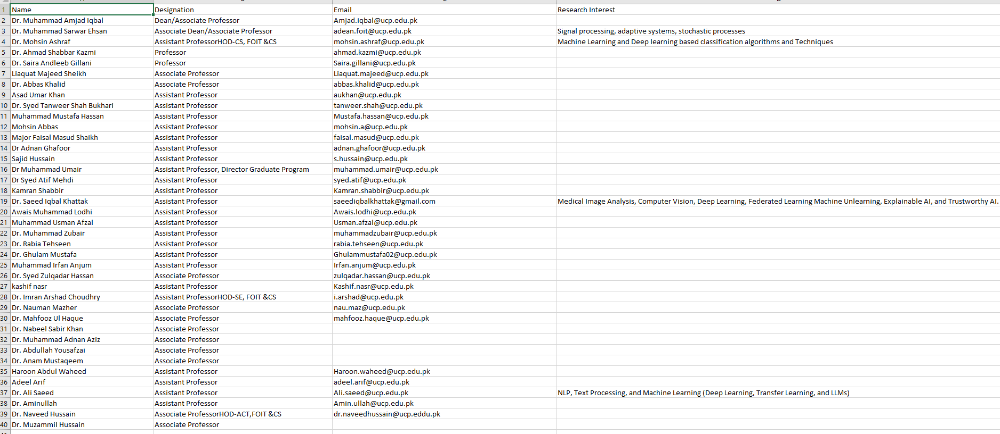 1 Name Designation Email Research Interest
2 Dr. Muhammad Amjad Iqbal Dean/Associate Professor Amjad.iqbal@ucp.edu.pk
3 Dr. Muhammad Sarwar Ehsan Associate Dean/Associate Professor adean.foit@ucp.edu.pk Signal processing, adaptive systems, stochastic processes
4 Dr. Mohsin Ashraf Assistant ProfessorHOD-CS, FOIT &CS mohsin.ashraf@ucp.edu.pk Machine Learning and Deep learning based classification algorithms and Techniques
5 Dr. Ahmad Shabbar Kazmi Professor ahmad.kazmi@ucp.edu.pk
6 Dr. Saira Andleeb Gillani Professor Saira.gillani@ucp.edu.pk
7 Liaquat Majeed Sheikh Associate Professor Liaquat.majeed@ucp.edu.pk
8 Dr. Abbas Khalid Associate Professor abbas.khalid@ucp.edu.pk
9 Asad Umar Khan Assistant Professor aukhan@ucp.edu.pk
10 Dr. Syed Tanweer Shah Bukhari Assistant Professor tanweer.shah@ucp.edu.pk
11 Muhammad Mustafa Hassan Assistant Professor Mustafa.hassan@ucp.edu.pk
12 Mohsin Abbas Assistant Professor mohsin.a@ucp.edu.pk
13 Major Faisal Masud Shaikh Assistant Professor faisal.masud@ucp.edu.pk
14 Dr Adnan Ghafoor Assistant Professor adnan.ghafoor@ucp.edu.pk
15 Sajid Hussain Assistant Professor s.hussain@ucp.edu.pk
16 Dr Muhammad Umair Assistant Professor, Director Graduate Program muhammad.umair@ucp.edu.pk
17 Dr Syed Atif Mehdi Assistant Professor syed.atif@ucp.edu.pk
18 Kamran Shabbir Assistant Professor Kamran.shabbir@ucp.edu.pk
19 Dr. Saeed Iqbal Khattak Assistant Professor saeediqbalkhattak@gmail.com Medical Image Analysis, Computer Vision, Deep Learning, Federated Learning Machine Unlearning, Explainable AI, and Trustworthy AI.
20 Awais Muhammad Lodhi Assistant Professor Awais.lodhi@ucp.edu.pk
21 Muhammad Usman Afzal Assistant Professor Usman.afzal@ucp.edu.pk
22 Dr. Muhammad Zubair Assistant Professor muhammadzubair@ucp.edu.pk
23 Dr. Rabia Tehseen Assistant Professor rabia.tehseen@ucp.edu.pk
24 Dr. Ghulam Mustafa Assistant Professor Ghulammustafa02@ucp.edu.pk
25 Muhammad Irfan Anjum Assistant Professor Irfan.anjum@ucp.edu.pk
26 Dr. Syed Zulqadar Hassan Associate Professor zulqadar.hassan@ucp.edu.pk
27 kashif nasr Assistant Professor Kashif.nasr@ucp.edu.pk
28 Dr. Imran Arshad Choudhry Assistant ProfessorHOD-SE, FOIT &CS i.arshad@ucp.edu.pk
29 Dr. Nauman Mazher Associate Professor nau.maz@ucp.edu.pk
30 Dr. Mahfooz Ul Haque Associate Professor mahfooz.haque@ucp.edu.pk
31 Dr. Nabeel Sabir Khan Associate Professor
32 Dr. Muhammad Adnan Aziz Associate Professor
33 Dr. Abdullah Yousafzai Associate Professor
34 Dr. Anam Mustaqeem Associate Professor
35 Haroon Abdul Waheed Assistant Professor Haroon.waheed@ucp.edu.pk
36 Adeel Arif Assistant Professor adeel.arif@ucp.edu.pk
37 Dr. Ali Saeed Assistant Professor Ali.saeed@ucp.edu.pk NLP, Text Processing, and Machine Learning (Deep Learning, Transfer Learning, and LLMs)
38 Dr. Aminullah Assistant Professor Amin.ullah@ucp.edu.pk
39 Dr. Naveed Hussain Associate ProfessorHOD-ACT,FOIT &CS dr.naveedhussain@ucp.eddu.pk
40 Dr. Muzammil Hussain Associate Professor